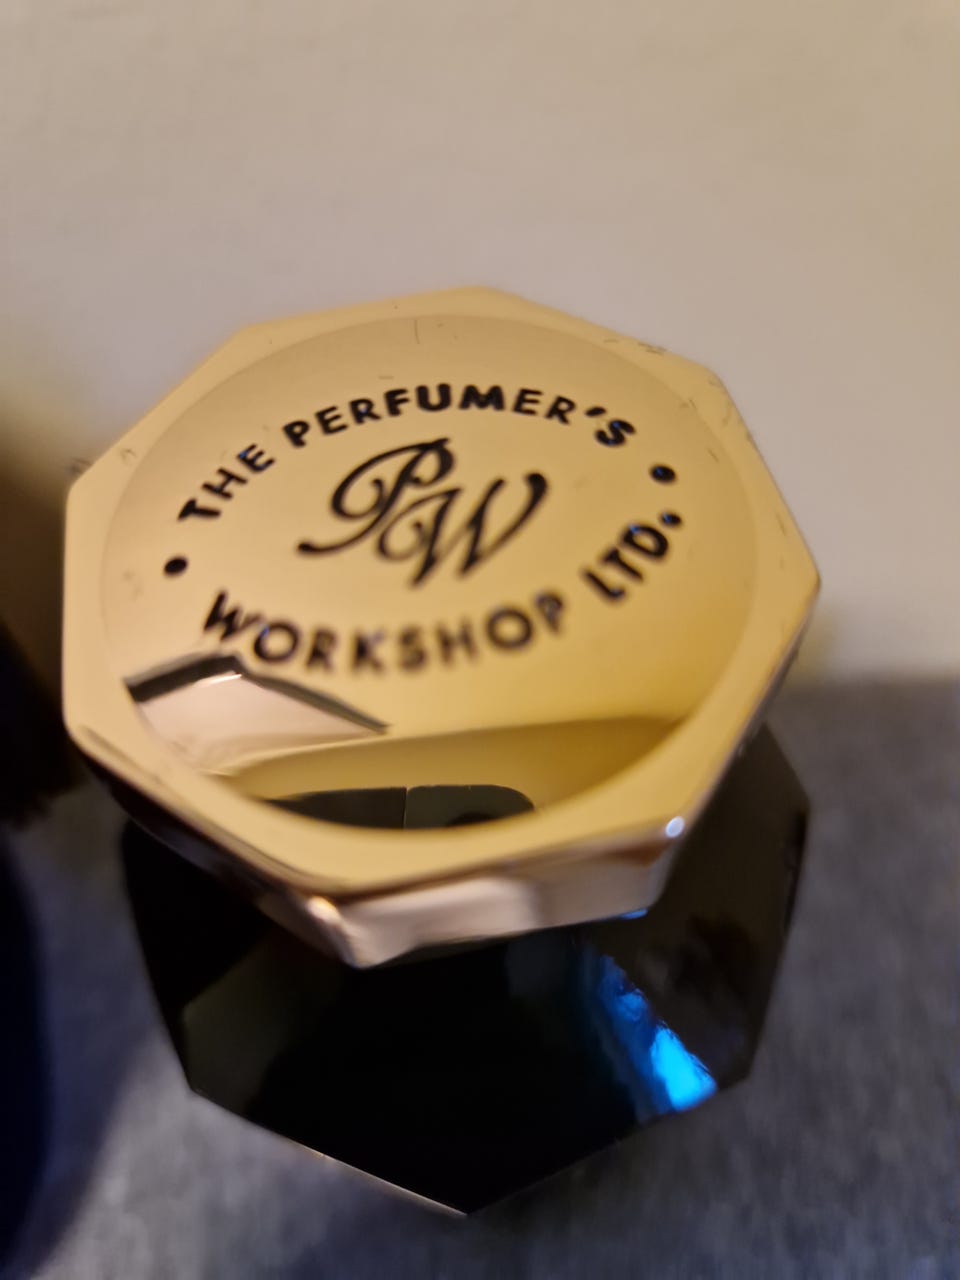 • THE PERFUMER'S •
PW
WORKSHOP LTD.